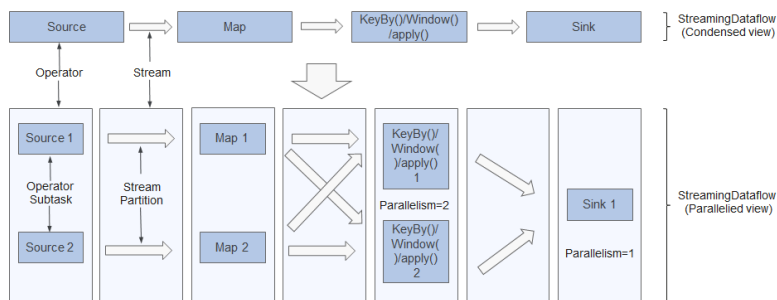 Source
Map
KeyBy()/Window()
/apply()
Sink
StreamingDataflow
(Condensed view)
Operator
Stream
Source 1
Map 1
KeyBy()/
Window(
)/apply()
1
Operator
Subtask
Stream
Partition
Parallelism=2
Sink 1
StreamingDataflow
(Parallelied view)
Source 2
Map 2
KeyBy()/
Window(
)/apply()
2
Parallelism=1